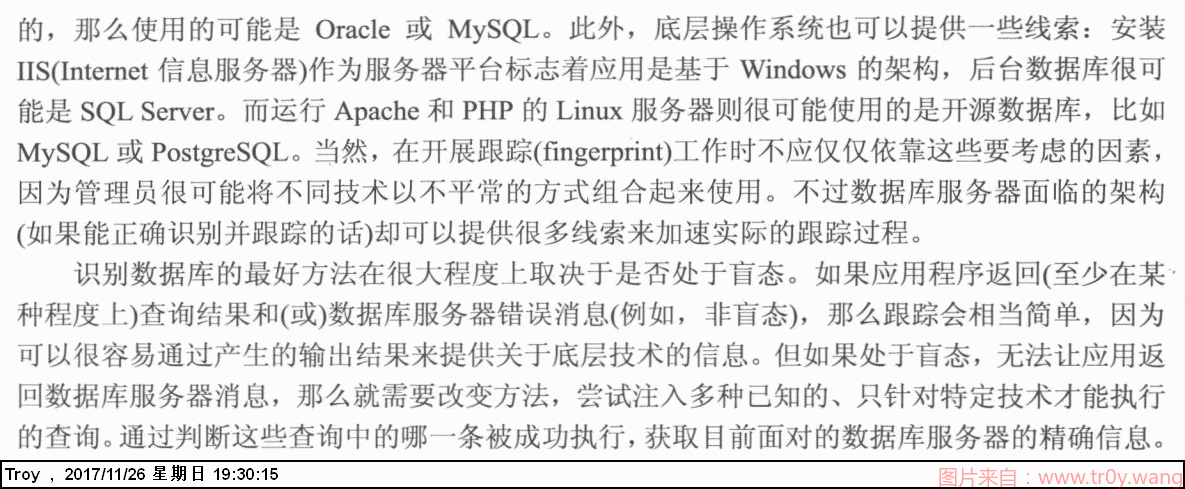 的，那么使用的可能是 Oracle 或 MySQL。此外，底层操作系统也可以提供一些线索：安装
IIS(Internet 信息服务器)作为服务器平台标志着应用是基于 Windows 的架构，后台数据库很可
能是 SQL Server。而运行 Apache 和 PHP 的 Linux 服务器则很可能使用的是开源数据库，比如
MySQL 或 PostgreSQL。当然，在开展跟踪(fingerprint)工作时不应仅仅依靠这些要考虑的因素，
因为管理员很可能将不同技术以不平常的方式组合起来使用。不过数据库服务器面临的架构
(如果能正确识别并跟踪的话)却可以提供很多线索来加速实际的跟踪过程。
识别数据库的最好方法在很大程度上取决于是否处于盲态。如果应用程序返回(至少在某
种程度上)查询结果和(或)数据库服务器错误消息(例如，非盲态)，那么跟踪会相当简单，因为
可以很容易通过产生的输出结果来提供关于底层技术的信息。但如果处于盲态，无法让应用返
回数据库服务器消息，那么就需要改变方法，尝试注入多种已知的、只针对特定技术才能执行
的查询。通过判断这些查询中的哪一条被成功执行，获取目前面对的数据库服务器的精确信息。
Troy , 2017/11/26 星期日 19:30:15
图片来自：www.tr0y.wang